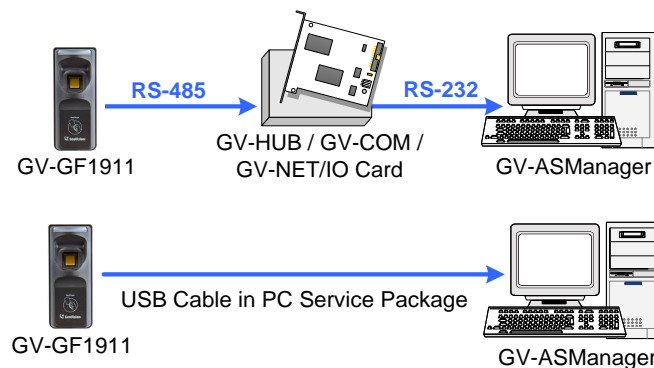 RS-485
RS-232
GV-GF1911
GV-HUB / GV-COM /
GV-NET/IO Card
GV-ASManager
USB Cable in PC Service Package
GV-GF1911
GV-ASManager